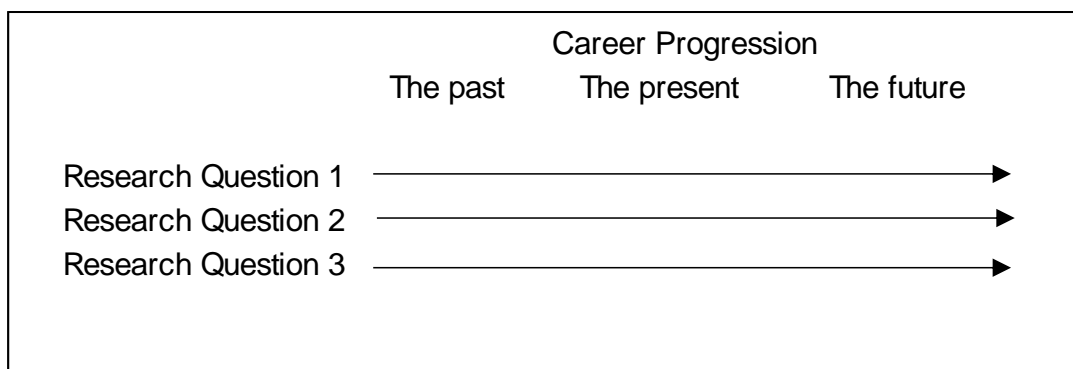 Career Progression
The past The present The future
Research Question 1
Research Question 2
Research Question 3